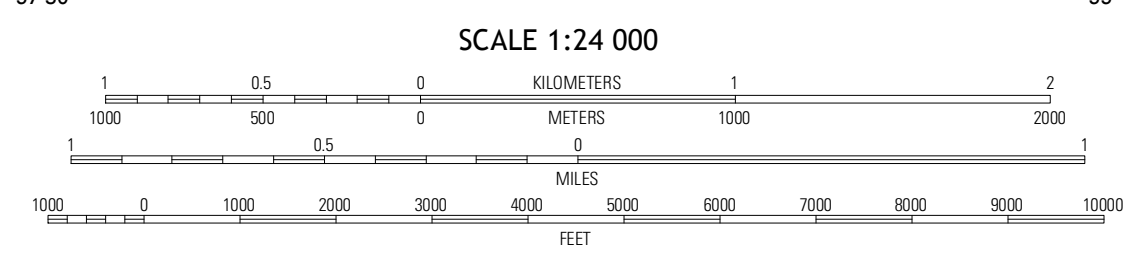 SCALE 1:24 000
1 0.5 0 KILOMETERS 1 2
1000 500 0 METERS 1000 2000
1 0.5 0 1
MILES
1000 0 1000 2000 3000 4000 5000 6000 7000 8000 9000 10000
FEET